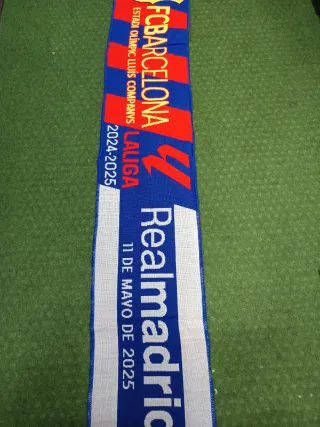 FCBARCELONA
ESTADI OLÍMPIC LLUÍS COMPANYS
LALIGA
2024-2025
Realmadrid
11 DE MAYO DE 2025